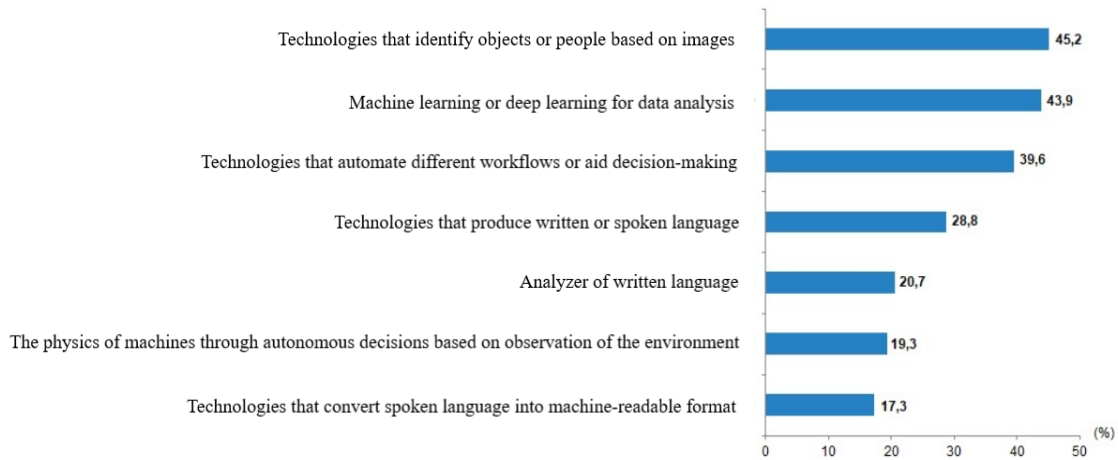 Technologies that identify objects or people based on images 45,2
Machine learning or deep learning for data analysis 43,9
Technologies that automate different workflows or aid decision-making 39,6
Technologies that produce written or spoken language 28,8
Analyzer of written language 20,7
The physics of machines through autonomous decisions based on observation of the environment 19,3
Technologies that convert spoken language into machine-readable format 17,3
(%)
0 10 20 30 40 50